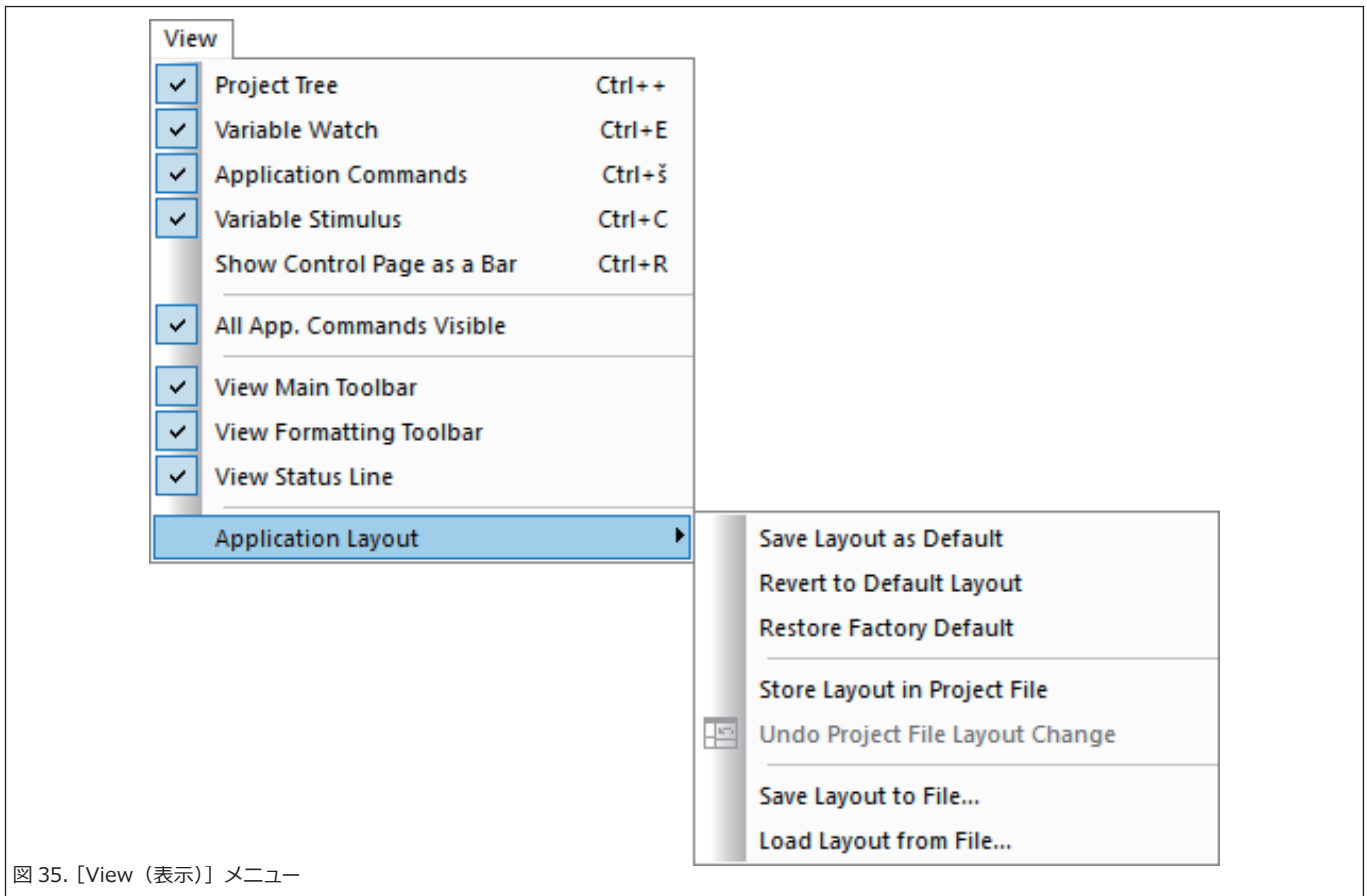 View
Project Tree Ctrl++
Variable Watch Ctrl+E
Application Commands Ctrl+š
Variable Stimulus Ctrl+C
Show Control Page as a Bar Ctrl+R
All App. Commands Visible
View Main Toolbar
View Formatting Toolbar
View Status Line
Application Layout
Save Layout as Default
Revert to Default Layout
Restore Factory Default
Store Layout in Project File
Undo Project File Layout Change
Save Layout to File...
Load Layout from File...
図 35. [View（表示）] メニュー